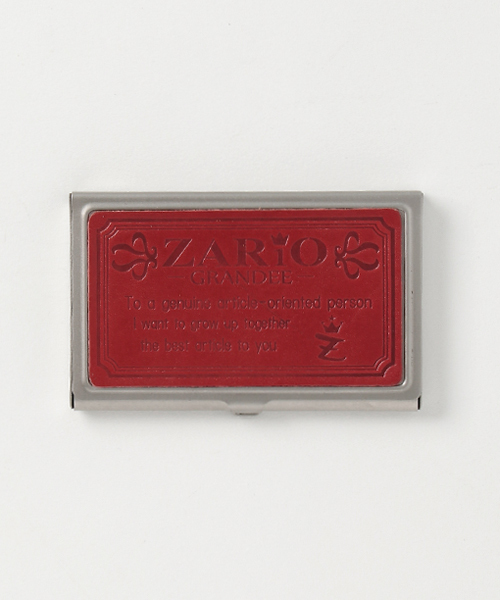 ZARIO
GRANDEE
To a genuine article-oriented person
I want to grow up together
the best article to you.
Z